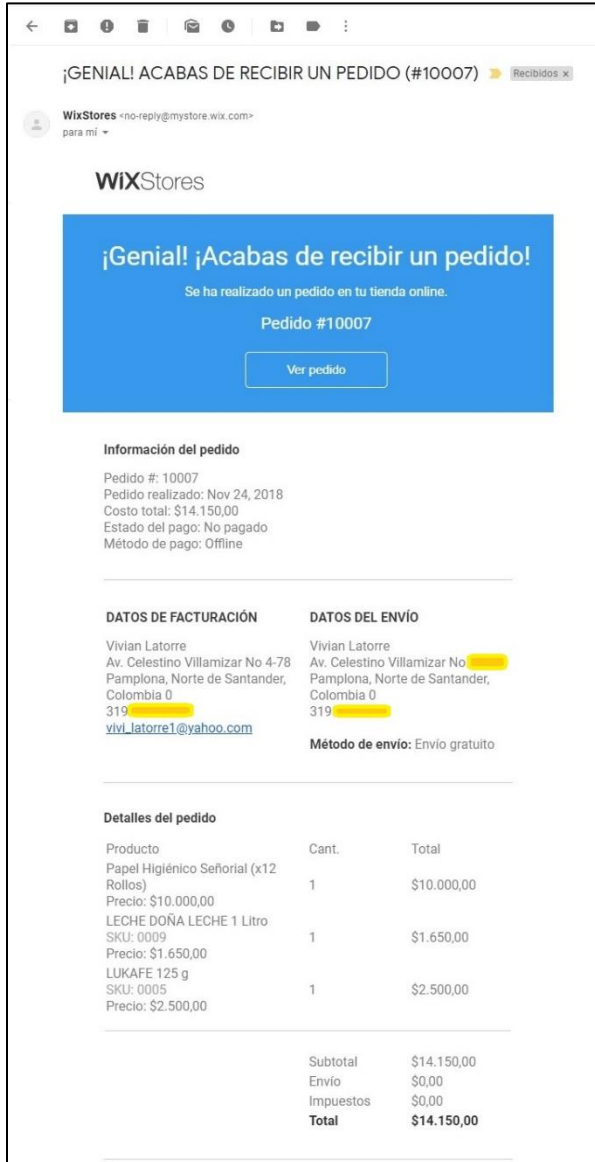 ¡GENIAL! ACABAS DE RECIBIR UN PEDIDO (#10007) Recibidos x
WixStores <no-reply@mystore.wix.com>
para mí
WiXStores
¡Genial! ¡Acabas de recibir un pedido!
Se ha realizado un pedido en tu tienda online.
Pedido #10007
Ver pedido
Información del pedido
Pedido #: 10007
Pedido realizado: Nov 24, 2018
Costo total: $14.150,00
Estado del pago: No pagado
Método de pago: Offline
DATOS DE FACTURACIÓN
Vivian Latorre
Av. Celestino Villamizar No 4-78
Pamplona, Norte de Santander,
Colombia 0
319
vivi_latorre1@yahoo.com
DATOS DEL ENVÍO
Vivian Latorre
Av. Celestino Villamizar No
Pamplona, Norte de Santander,
Colombia 0
319
Método de envío: Envío gratuito
Detalles del pedido
Producto Cant. Total
Papel Higiénico Señorial (x12
Rollos) 1 $10.000,00
Precio: $10.000,00
LECHE DOÑA LECHE 1 Litro
SKU: 0009 1 $1.650,00
Precio: $1.650,00
LUKAFE 125 g
SKU: 0005 1 $2.500,00
Precio: $2.500,00
Subtotal $14.150,00
Envío $0,00
Impuestos $0,00
Total $14.150,00